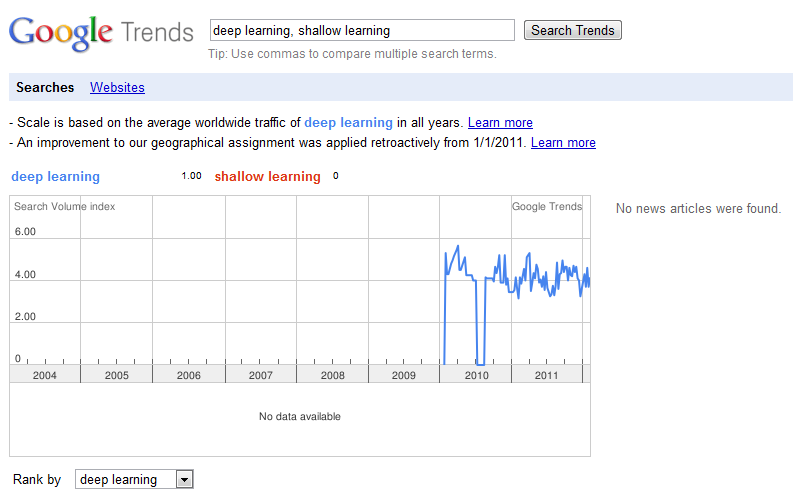 Google Trends
deep learning, shallow learning
Search Trends
Tip: Use commas to compare multiple search terms.
Searches Websites
- Scale is based on the average worldwide traffic of deep learning in all years. Learn more
- An improvement to our geographical assignment was applied retroactively from 1/1/2011. Learn more
deep learning 1.00 shallow learning 0
Search Volume index Google Trends
No news articles were found.
6.00
4.00
2.00
0
2004 2005 2006 2007 2008 2009 2010 2011
No data available
Rank by deep learning